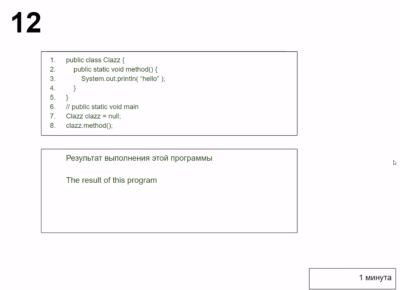 12
1. public class Clazz {
2. public static void method() {
3. System.out.println( “hello” );
4. }
5. }
6. // public static void main
7. Clazz clazz = null;
8. clazz.method();
Результат выполнения этой программы
The result of this program
1 минута